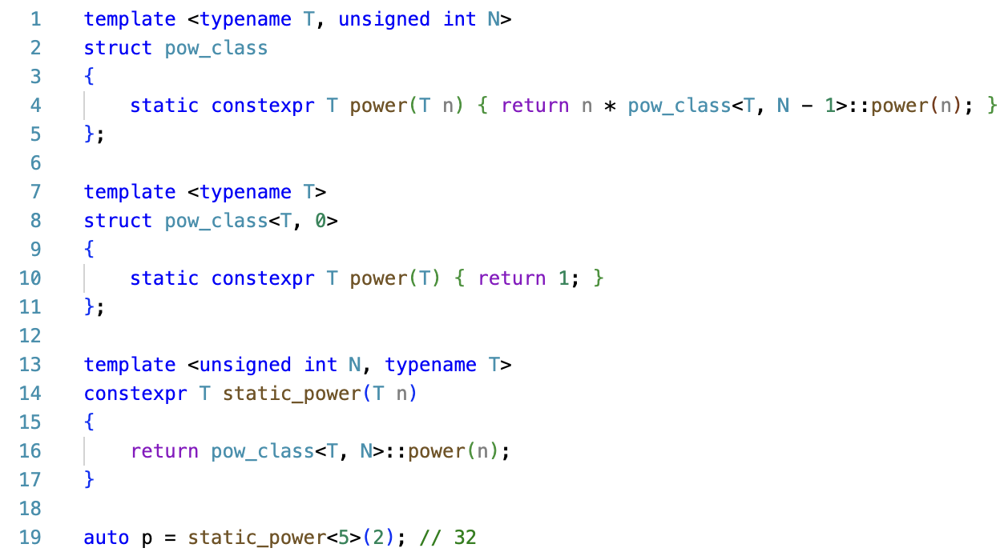 1 template <typename T, unsigned int N>
2 struct pow_class
3 {
4     static constexpr T power(T n) { return n * pow_class<T, N - 1>::power(n); }
5 };
6
7 template <typename T>
8 struct pow_class<T, 0>
9 {
10     static constexpr T power(T) { return 1; }
11 };
12
13 template <unsigned int N, typename T>
14 constexpr T static_power(T n)
15 {
16     return pow_class<T, N>::power(n);
17 }
18
19 auto p = static_power<5>(2); // 32